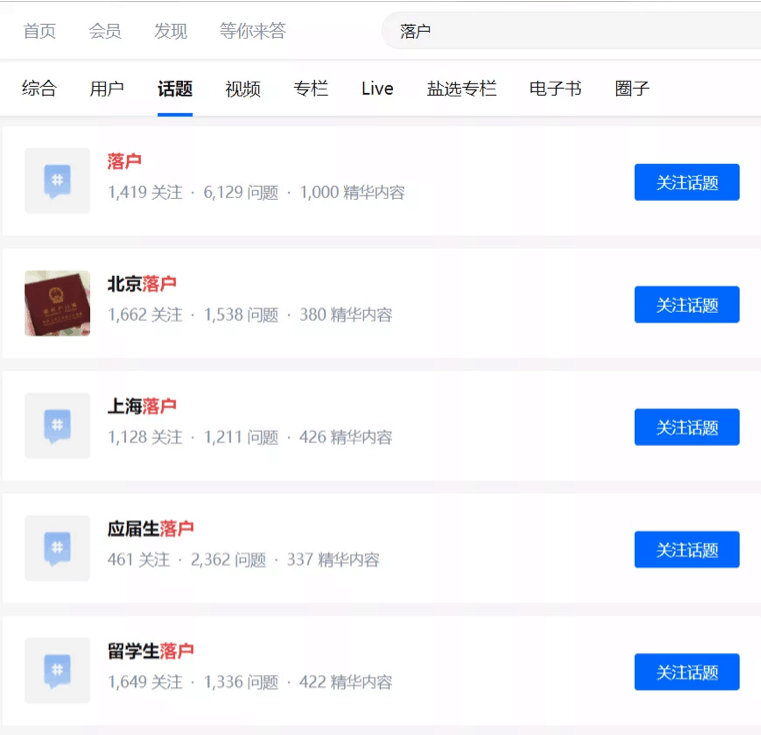 首页 会员 发现 等你来答 落户
综合 用户 话题 视频 专栏 Live 盐选专栏 电子书 圈子
落户
1,419 关注 · 6,129 问题 · 1,000 精华内容
关注话题
北京落户
1,662 关注 · 1,538 问题 · 380 精华内容
关注话题
上海落户
1,128 关注 · 1,211 问题 · 426 精华内容
关注话题
应届生落户
461 关注 · 2,362 问题 · 337 精华内容
关注话题
留学生落户
1,649 关注 · 1,336 问题 · 422 精华内容
关注话题